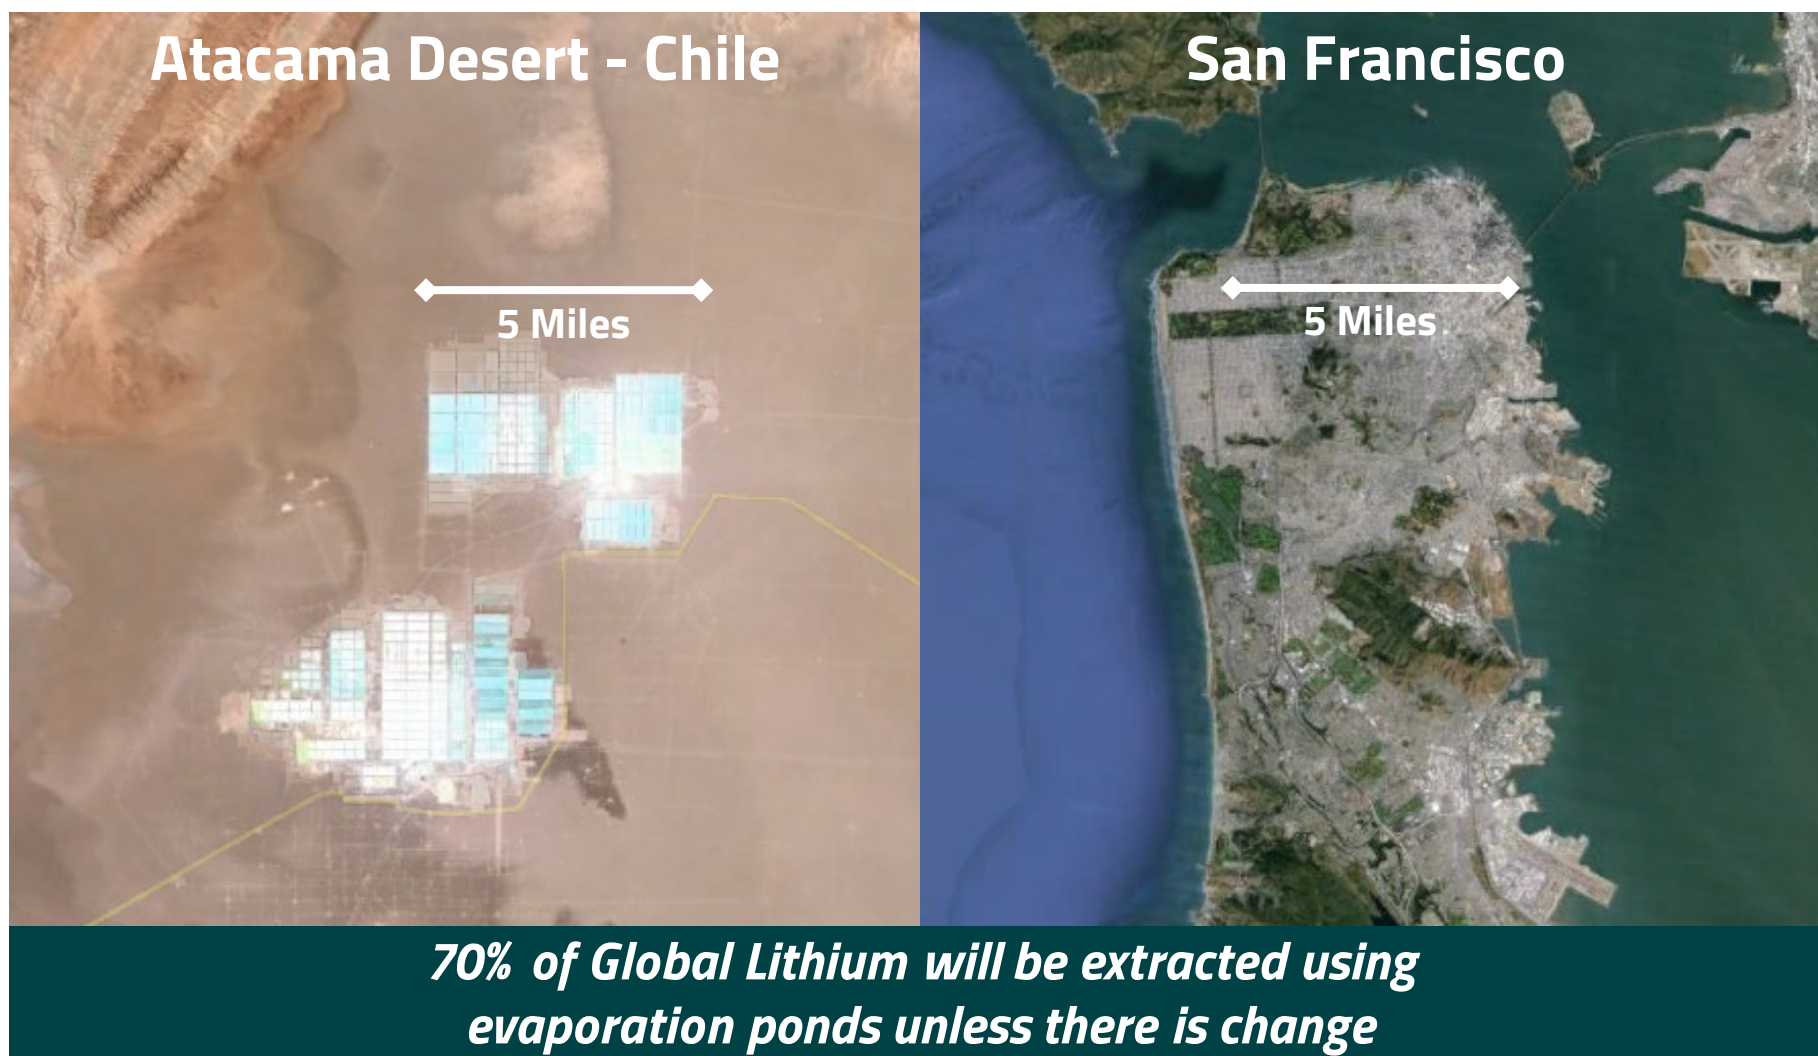 Atacama Desert - Chile
San Francisco
5 Miles
5 Miles
70% of Global Lithium will be extracted using
evaporation ponds unless there is change